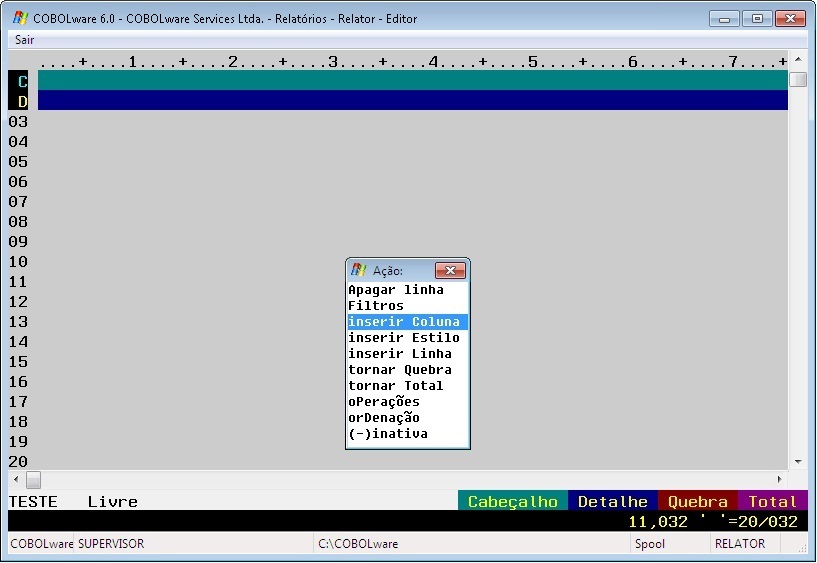 COBOLware 6.0 - COBOLware Services Ltda. - Relatórios - Relator - Editor
Sair
....+....1....+....2....+....3....+....4....+....5....+....6....+....7....+
C
D
03
04
05
06
07
08
09
10
11
12
13
14
15
16
17
18
19
20
Ação:
Apagar linha
Filtros
inserir Coluna
inserir Estilo
inserir Linha
tornar Quebra
tornar Total
oPerações
orDenação
(-)inativa
TESTE Livre Cabeçalho Detalhe Quebra Total
11,032 ' '=20/032
COBOLware SUPERVISOR C:\COBOLware Spool RELATOR